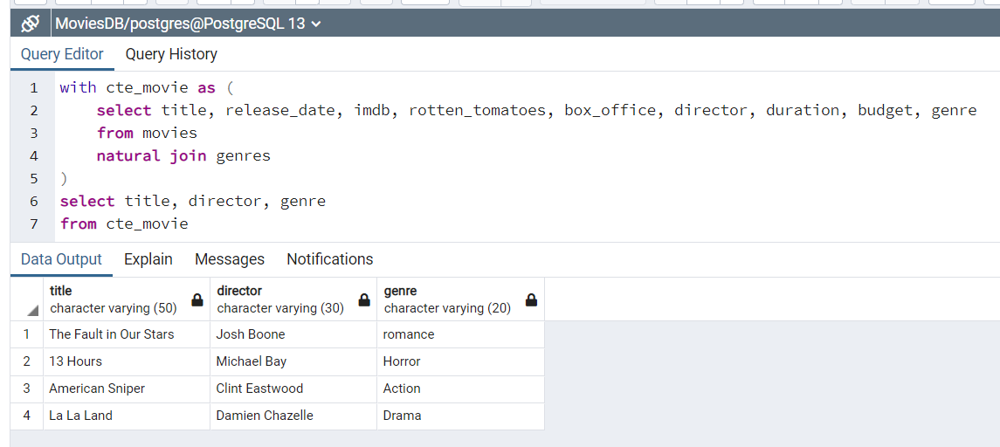 MoviesDB/postgres@PostgreSQL 13
Query Editor Query History
1 with cte_movie as (
2 select title, release_date, imdb, rotten_tomatoes, box_office, director, duration, budget, genre
3 from movies
4 natural join genres
5 )
6 select title, director, genre
7 from cte_movie
Data Output Explain Messages Notifications
title director genre
character varying (50) character varying (30) character varying (20)
1 The Fault in Our Stars Josh Boone romance
2 13 Hours Michael Bay Horror
3 American Sniper Clint Eastwood Action
4 La La Land Damien Chazelle Drama